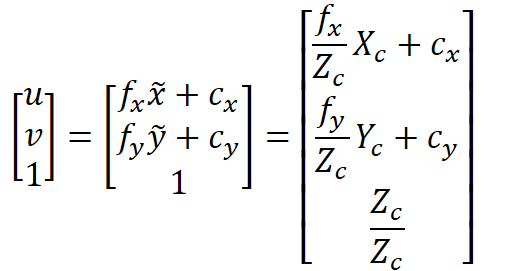 [u v 1]ᵀ = [f_x x̃ + c_x, f_y ỹ + c_y, 1]ᵀ = [f_x/Z_c X_c + c_x, f_y/Z_c Y_c + c_y, Z_c/Z_c]ᵀ